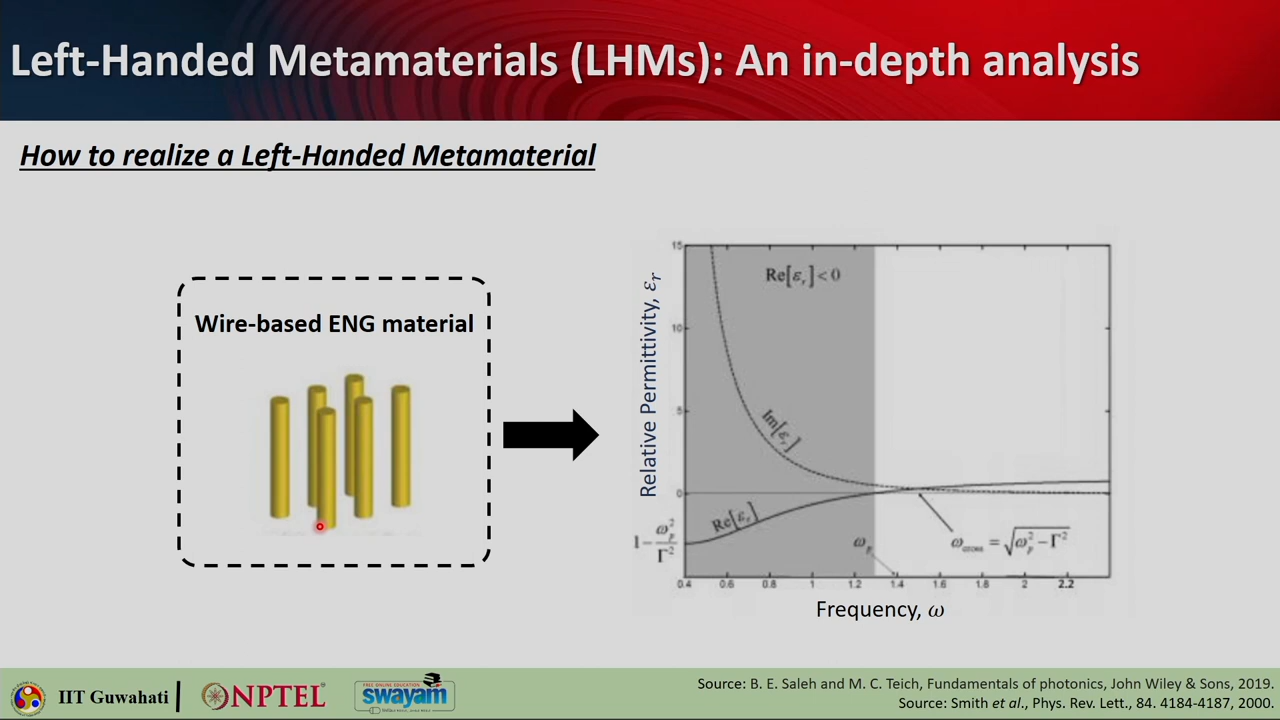 Left-Handed Metamaterials (LHMs): An in-depth analysis
How to realize a Left-Handed Metamaterial
Wire-based ENG material
Relative Permittivity, εr
15
10
5
0
Re[εr]<0
Im[εr]
Re[εr]
1−ωp²/Γ²
ωp
ωcross = √ωp²−Γ²
0.4 0.6 0.8 1 1.2 1.4 1.6 1.8 2 2.2
Frequency, ω
IIT Guwahati
NPTEL
FREE ONLINE EDUCATION
swayam
Source: B. E. Saleh and M. C. Teich, Fundamentals of photonics, John Wiley & Sons, 2019.
Source: Smith et al., Phys. Rev. Lett., 84. 4184-4187, 2000.